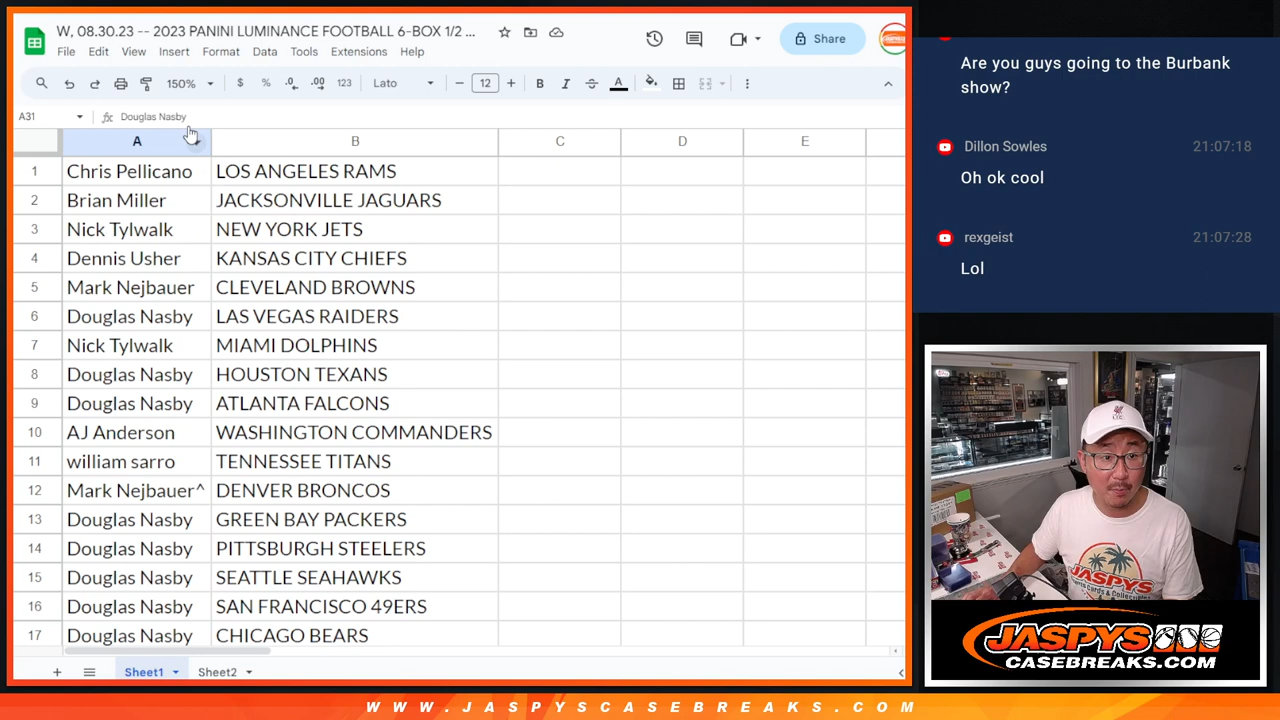 W, 08.30.23 -- 2023 PANINI LUMINANCE FOOTBALL 6-BOX 1/2 ...
File Edit View Insert Format Data Tools Extensions Help
Share
150% $ % .0 .00 123 Lato 12 B I S A
A31 fx Douglas Nasby
A B C D E
1 Chris Pellicano LOS ANGELES RAMS
2 Brian Miller JACKSONVILLE JAGUARS
3 Nick Tylwalk NEW YORK JETS
4 Dennis Usher KANSAS CITY CHIEFS
5 Mark Nejbauer CLEVELAND BROWNS
6 Douglas Nasby LAS VEGAS RAIDERS
7 Nick Tylwalk MIAMI DOLPHINS
8 Douglas Nasby HOUSTON TEXANS
9 Douglas Nasby ATLANTA FALCONS
10 AJ Anderson WASHINGTON COMMANDERS
11 william sarro TENNESSEE TITANS
12 Mark Nejbauer^ DENVER BRONCOS
13 Douglas Nasby GREEN BAY PACKERS
14 Douglas Nasby PITTSBURGH STEELERS
15 Douglas Nasby SEATTLE SEAHAWKS
16 Douglas Nasby SAN FRANCISCO 49ERS
17 Douglas Nasby CHICAGO BEARS
Sheet1 Sheet2
Are you guys going to the Burbank
show?
Dillon Sowles 21:07:18
Oh ok cool
rexgeist 21:07:28
Lol
JASPYS
JASPYS
CASEBREAKS.COM
WWW.JASPYSCASEBREAKS.COM